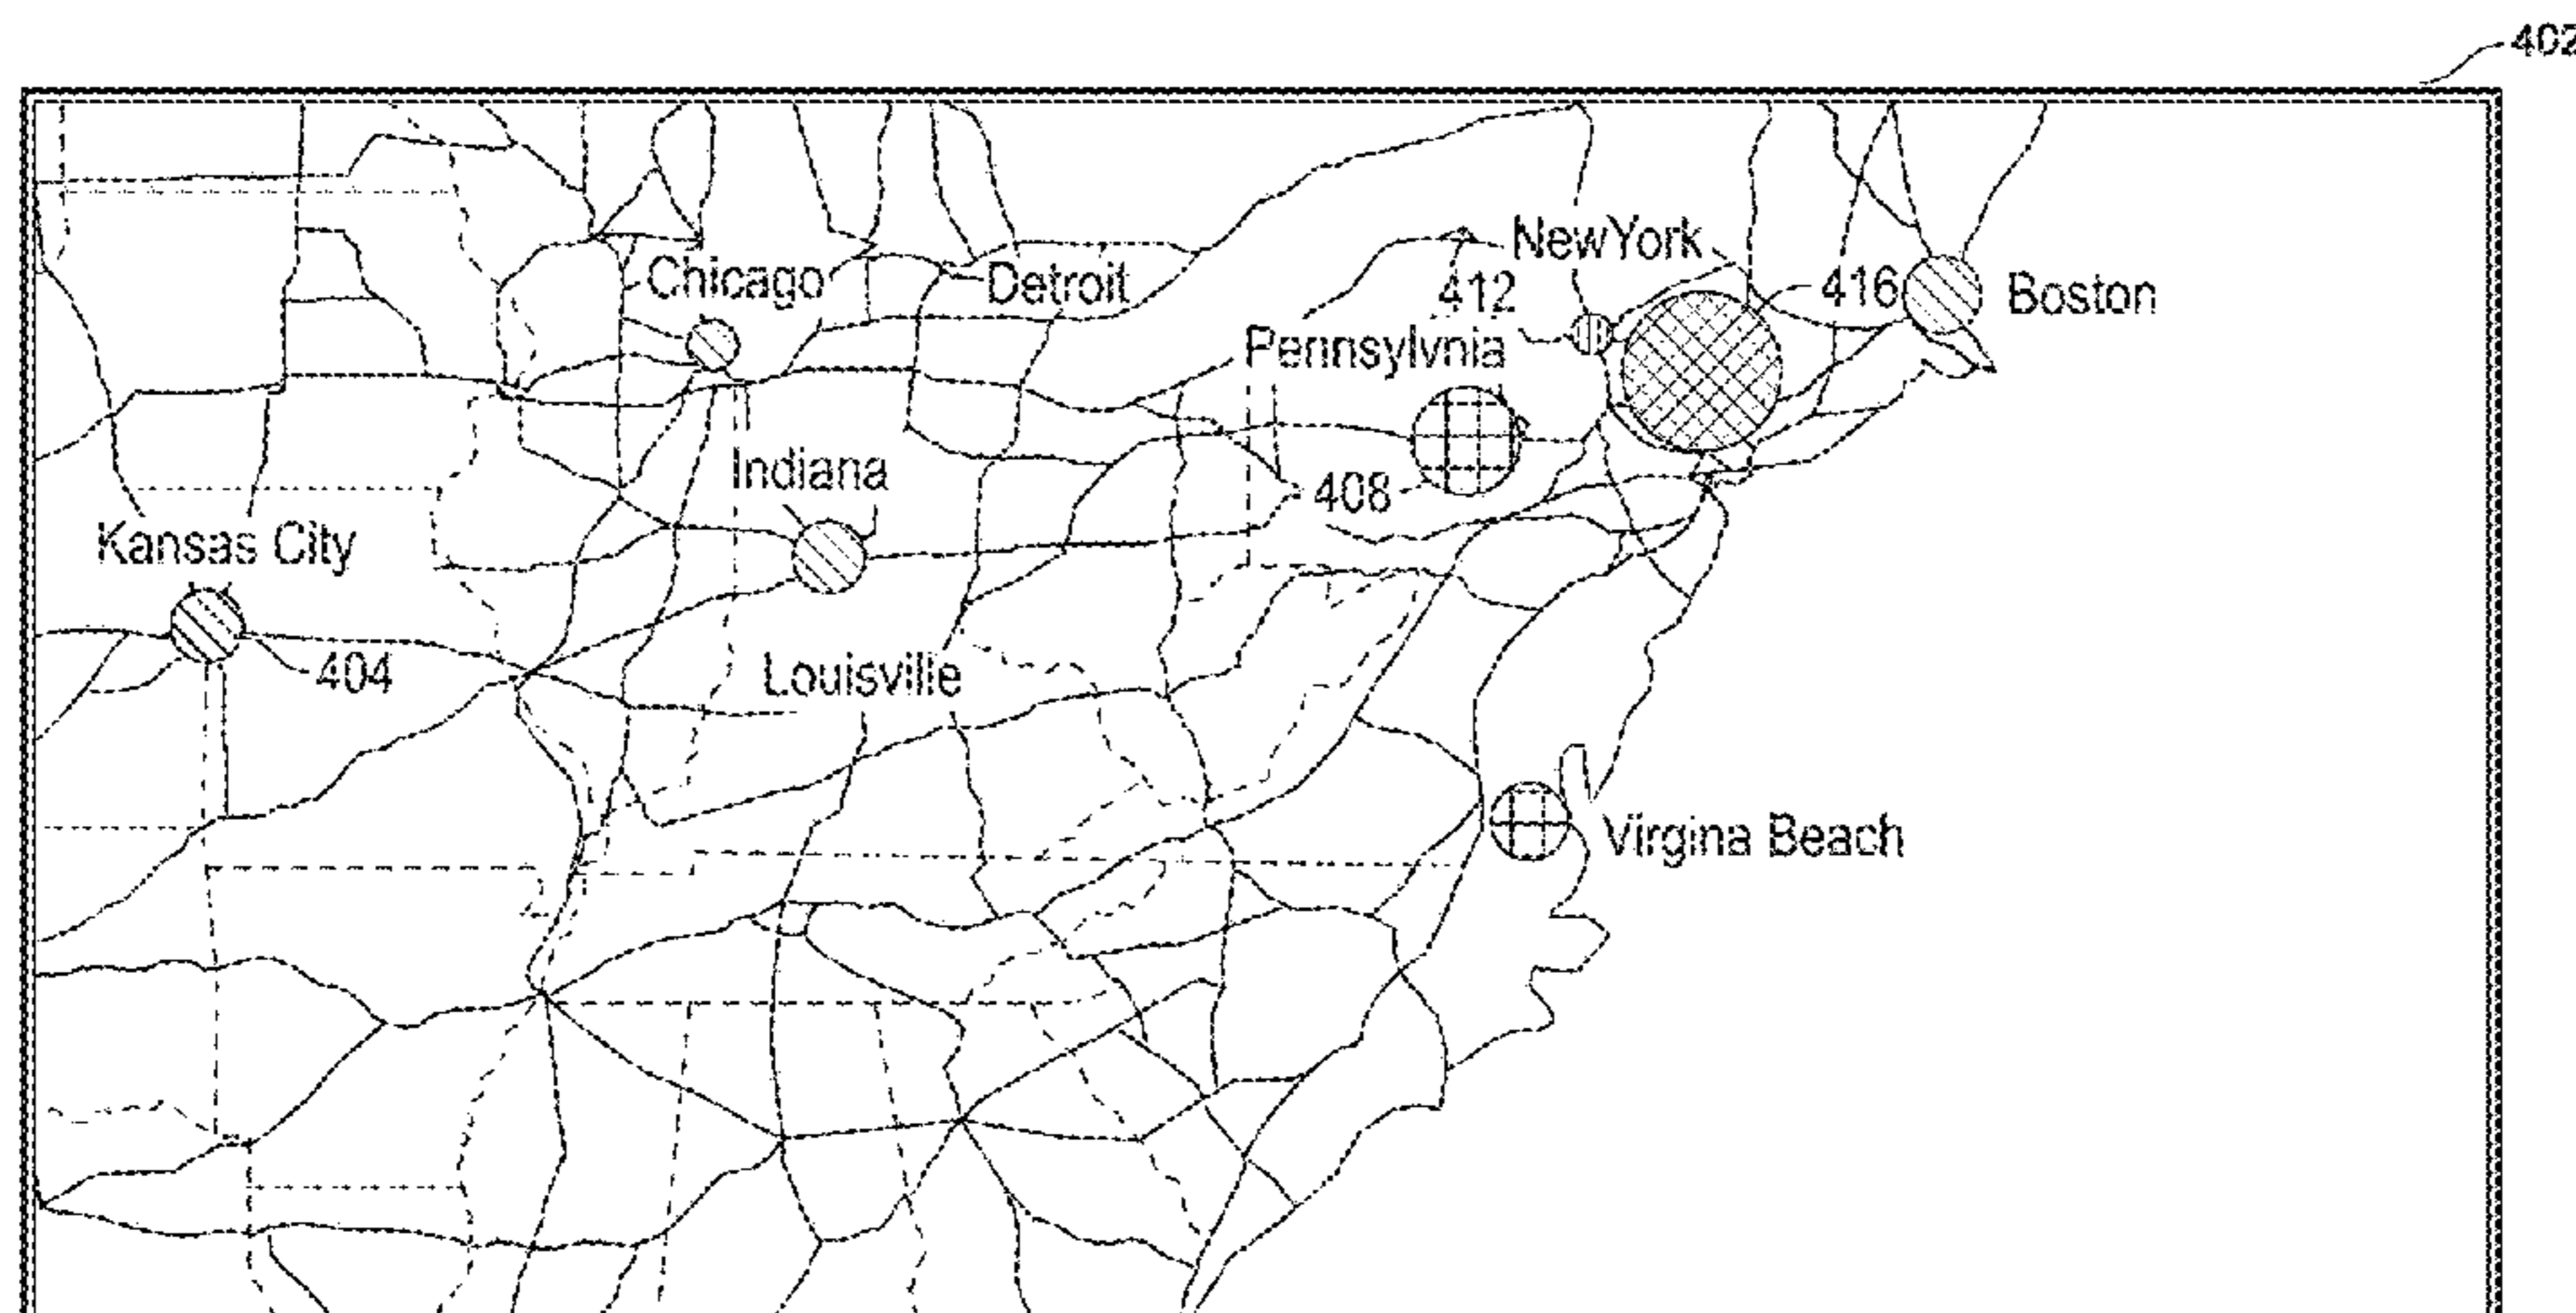 402
NewYork
Chicago
Detroit
412
416
Boston
Pennsylvnia
Indiana
408
Kansas City
404
Louisville
Virgina Beach